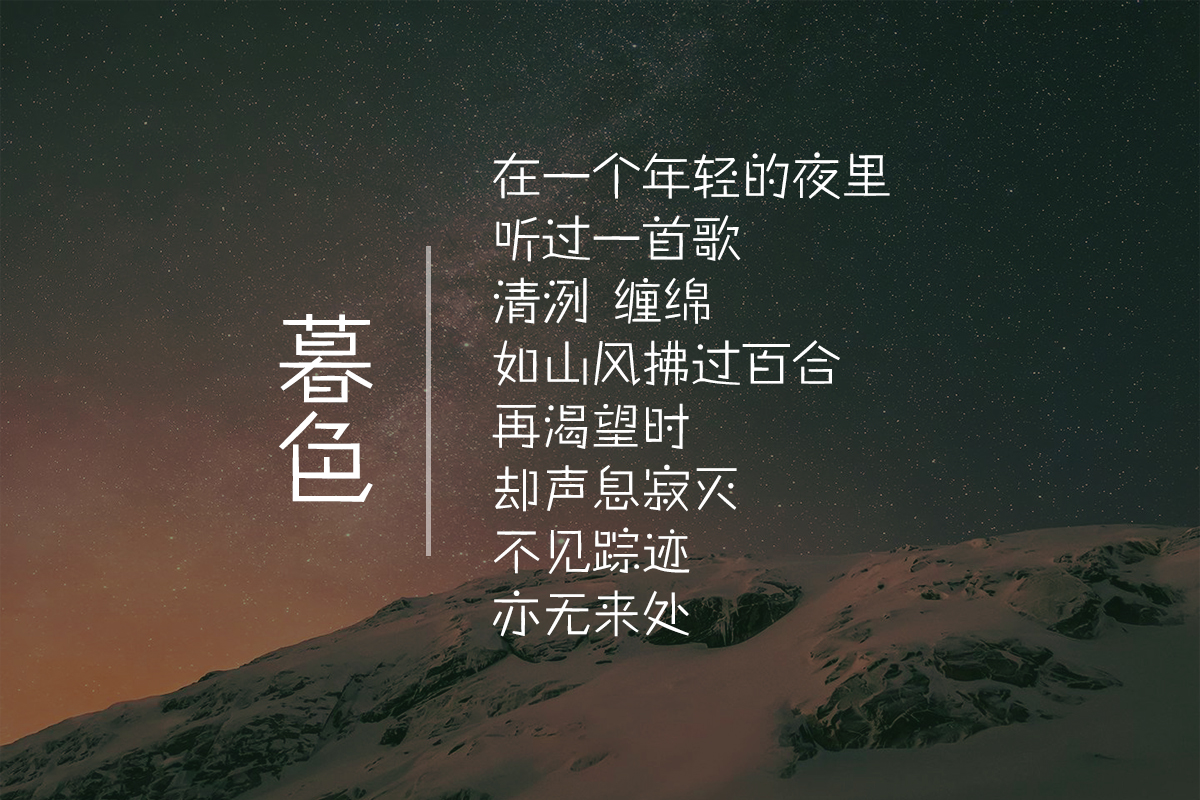 暮色
在一个年轻的夜里
听过一首歌
清洌 缠绵
如山风拂过百合
再渴望时
却声息寂灭
不见踪迹
亦无来处